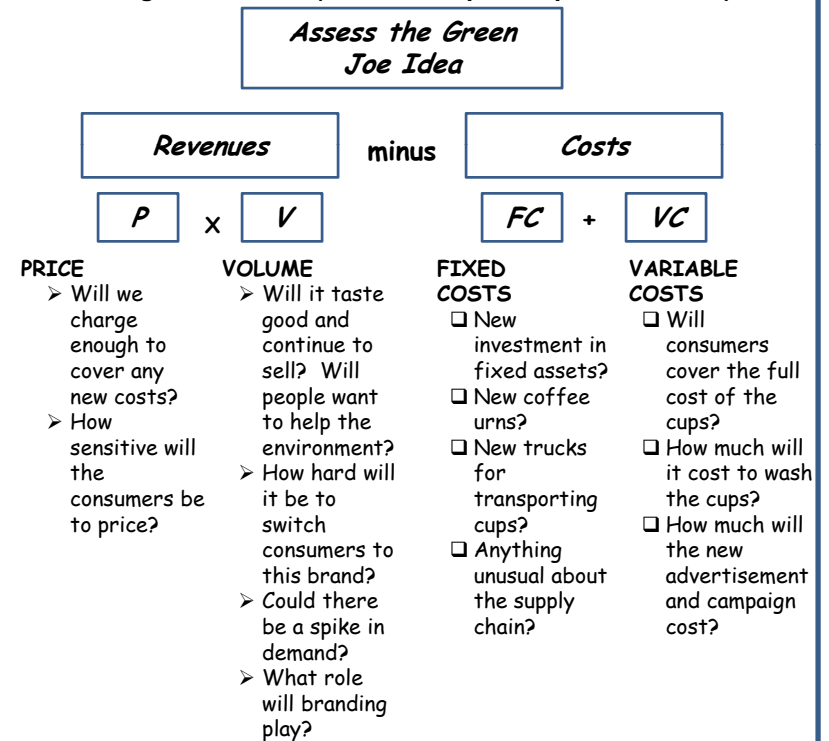 Assess the Green
Joe Idea
Revenues
minus
Costs
P
x
V
FC
+
VC
PRICE
➢ Will we
charge
enough to
cover any
new costs?
➢ How
sensitive will
the
consumers be
to price?
VOLUME
➢ Will it taste
good and
continue to
sell? Will
people want
to help the
environment?
➢ How hard will
it be to
switch
consumers to
this brand?
➢ Could there
be a spike in
demand?
➢ What role
will branding
play?
FIXED
COSTS
❑ New
investment in
fixed assets?
❑ New coffee
urns?
❑ New trucks
for
transporting
cups?
❑ Anything
unusual about
the supply
chain?
VARIABLE
COSTS
❑ Will
consumers
cover the full
cost of the
cups?
❑ How much will
it cost to wash
the cups?
❑ How much will
the new
advertisement
and campaign
cost?